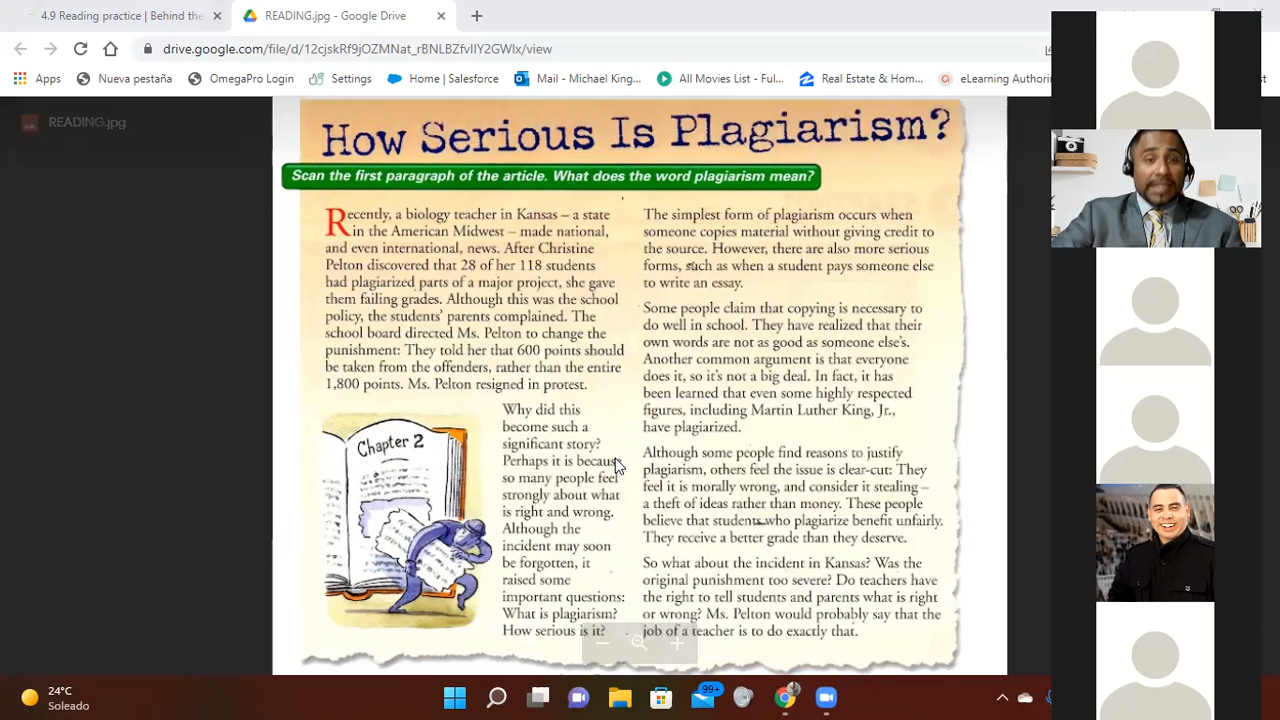 4.9 Reading practice | Behind the
READING.jpg - Google Drive
drive.google.com/file/d/12cjskRf9jOZMNat_rBNLBZfvIlY2GWIx/view
Apps
Nueva pestaña
OmegaPro Login
Settings
Home | Salesforce
Mail - Michael King...
All Movies List - Ful...
Real Estate & Hom...
eLearning Authorin
READING.jpg
How Serious Is Plagiarism?
Scan the first paragraph of the article. What does the word plagiarism mean?
Recently, a biology teacher in Kansas – a state
in the American Midwest – made national,
and even international, news. After Christine
Pelton discovered that 28 of her 118 students
had plagiarized parts of a major project, she gave
them failing grades. Although this was the school
policy, the students' parents complained. The
school board directed Ms. Pelton to change the
punishment: They told her that 600 points should
be taken from the offenders, rather than the entire
1,800 points. Ms. Pelton resigned in protest.
Chapter 2
Why did this
become such a
significant story?
Perhaps it is because
so many people feel
strongly about what
is right and wrong.
Although the
incident may soon
be forgotten, it
raised some
important questions:
What is plagiarism?
How serious is it?
The simplest form of plagiarism occurs when
someone copies material without giving credit to
the source. However, there are also more serious
forms, such as when a student pays someone else
to write an essay.
Some people claim that copying is necessary to
do well in school. They have realized that their
own words are not as good as someone else's.
Another common argument is that everyone
does it, so it's not a big deal. In fact, it has
been learned that even some highly respected
figures, including Martin Luther King, Jr.,
have plagiarized.
Although some people find reasons to justify
plagiarism, others feel the issue is clear-cut: They
feel it is morally wrong, and consider it stealing –
a theft of ideas rather than money. These people
believe that students who plagiarize benefit unfairly.
They receive a better grade than they deserve.
So what about the incident in Kansas? Was the
original punishment too severe? Do teachers have
the right to tell students and parents what is right
or wrong? Ms. Pelton would probably say that the
job of a teacher is to do exactly that.
24°C
Soleado
99+